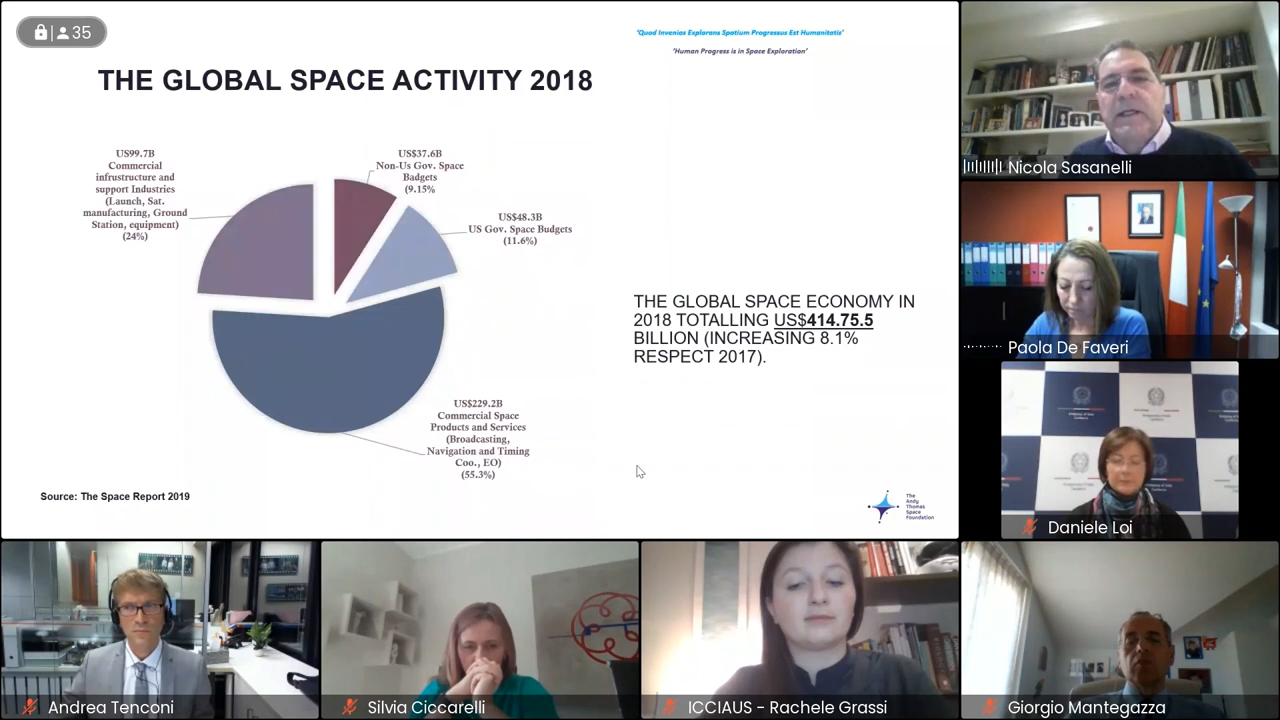 35
"Quod Invenias Explorans Spatium Progressus Est Humanitatis"
"Human Progress is in Space Exploration"
THE GLOBAL SPACE ACTIVITY 2018
US99.7B
Commercial
infrustructure and
support Industries
(Launch, Sat.
manufacturing, Ground
Station, equipment)
(24%)
US$37.6B
Non-Us Gov. Space
Badgets
(9.15%
US$48.3B
US Gov. Space Budgets
(11.6%)
US$229.2B
Commercial Space
Products and Services
(Broadcasting,
Navigation and Timing
Coo., EO)
(55.3%)
THE GLOBAL SPACE ECONOMY IN
2018 TOTALLING US$414.75.5
BILLION (INCREASING 8.1%
RESPECT 2017).
Source: The Space Report 2019
The
Andy
Thomas
Space
Foundation
Nicola Sasanelli
Paola De Faveri
Daniele Loi
Andrea Tenconi
Silvia Ciccarelli
ICCIAUS - Rachele Grassi
Giorgio Mantegazza